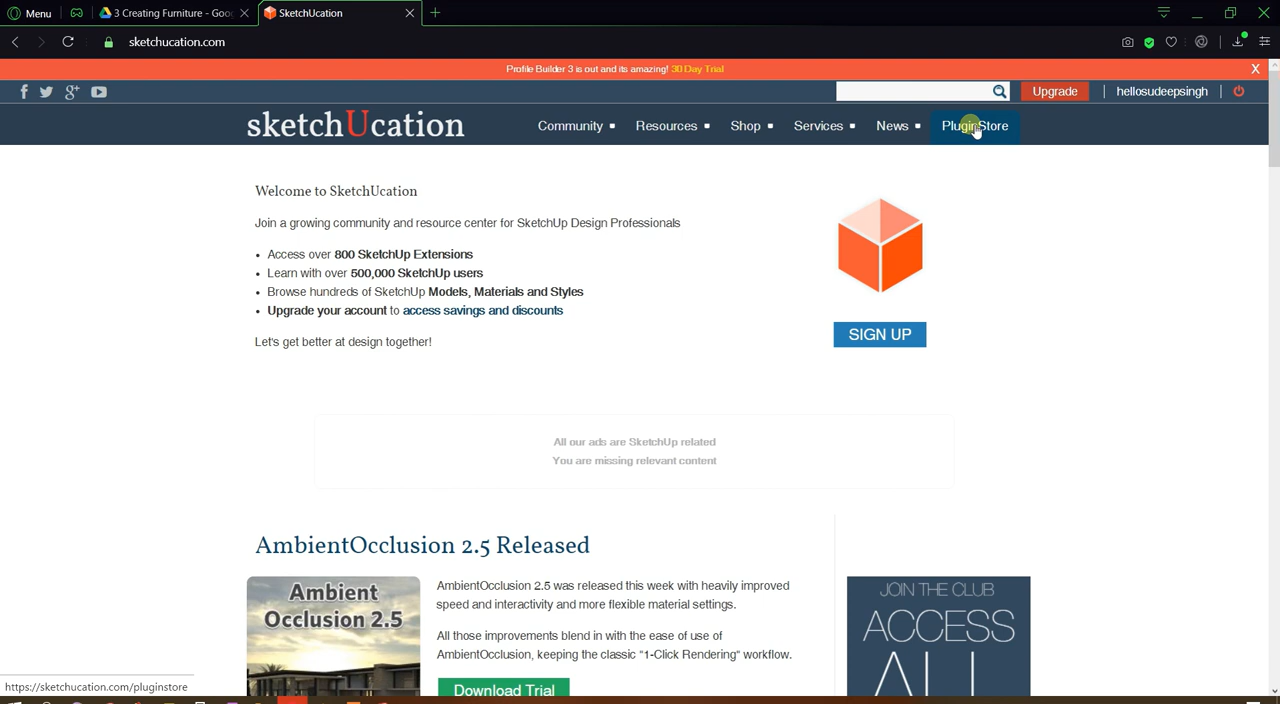 Menu
3 Creating Furniture - Goo
SketchUcation
sketchucation.com
Profile Builder 3 is out and its amazing! 30 Day Trial
X
Upgrade
hellosudeepsingh
sketchUcation
Community
Resources
Shop
Services
News
PluginStore
Welcome to SketchUcation
Join a growing community and resource center for SketchUp Design Professionals
Access over 800 SketchUp Extensions
Learn with over 500,000 SketchUp users
Browse hundreds of SketchUp Models, Materials and Styles
Upgrade your account to access savings and discounts
Let's get better at design together!
SIGN UP
All our ads are SketchUp related
You are missing relevant content
AmbientOcclusion 2.5 Released
Ambient
Occlusion 2.5
AmbientOcclusion 2.5 was released this week with heavily improved
speed and interactivity and more flexible material settings.
All those improvements blend in with the ease of use of
AmbientOcclusion, keeping the classic "1-Click Rendering" workflow.
Download Trial
JOIN THE CLUB
ACCESS
ALL
https://sketchucation.com/pluginstore